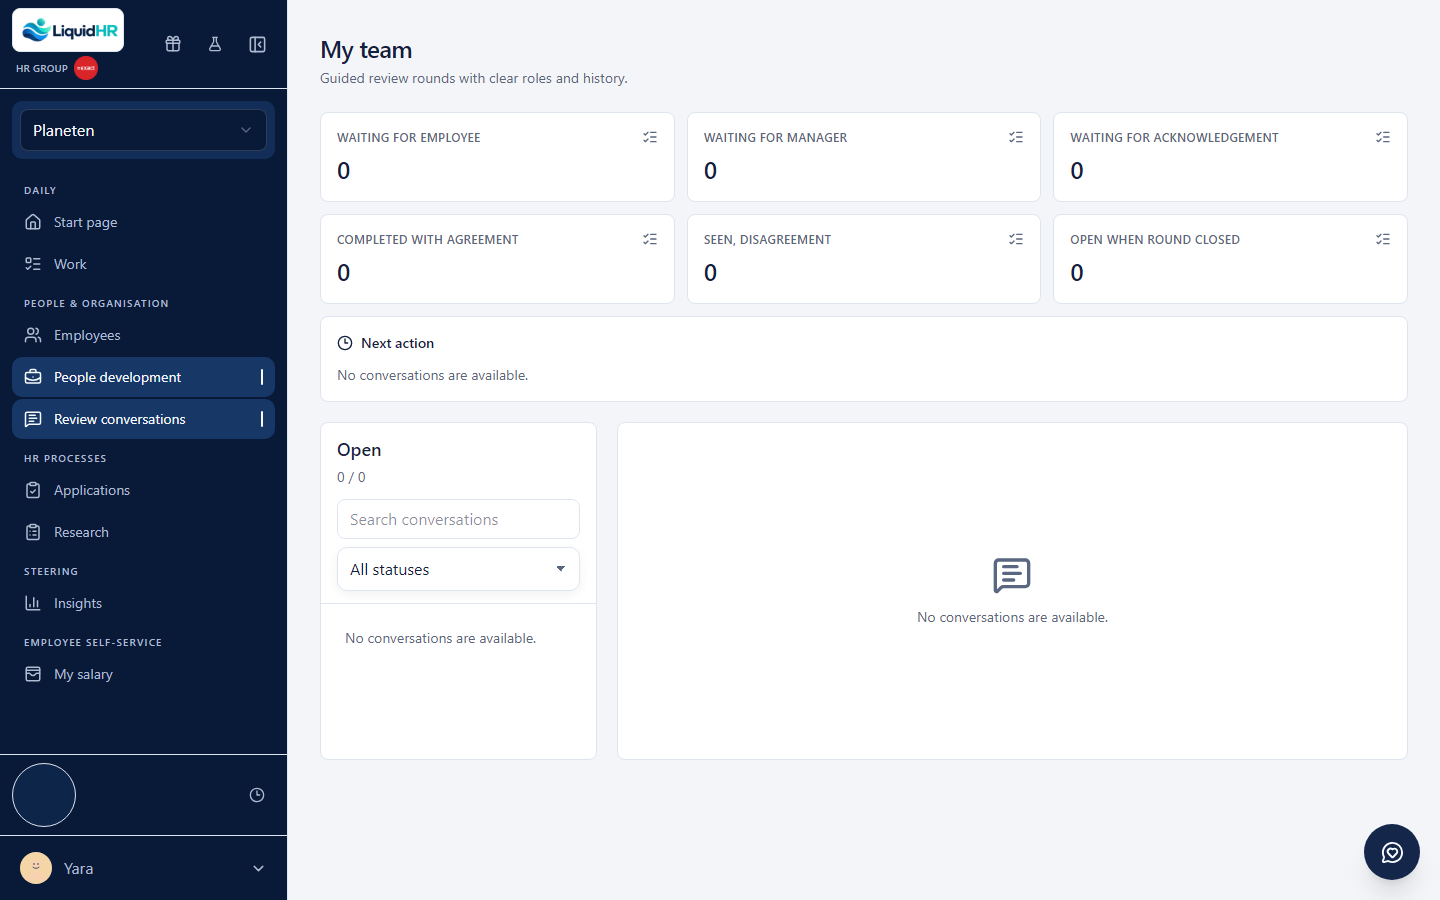 LiquidHR
HR GROUP
exact
Planeten
DAILY
Start page
Work
PEOPLE & ORGANISATION
Employees
People development
Review conversations
HR PROCESSES
Applications
Research
STEERING
Insights
EMPLOYEE SELF-SERVICE
My salary
Yara
My team
Guided review rounds with clear roles and history.
WAITING FOR EMPLOYEE
0
WAITING FOR MANAGER
0
WAITING FOR ACKNOWLEDGEMENT
0
COMPLETED WITH AGREEMENT
0
SEEN, DISAGREEMENT
0
OPEN WHEN ROUND CLOSED
0
Next action
No conversations are available.
Open
0 / 0
Search conversations
All statuses
No conversations are available.
No conversations are available.